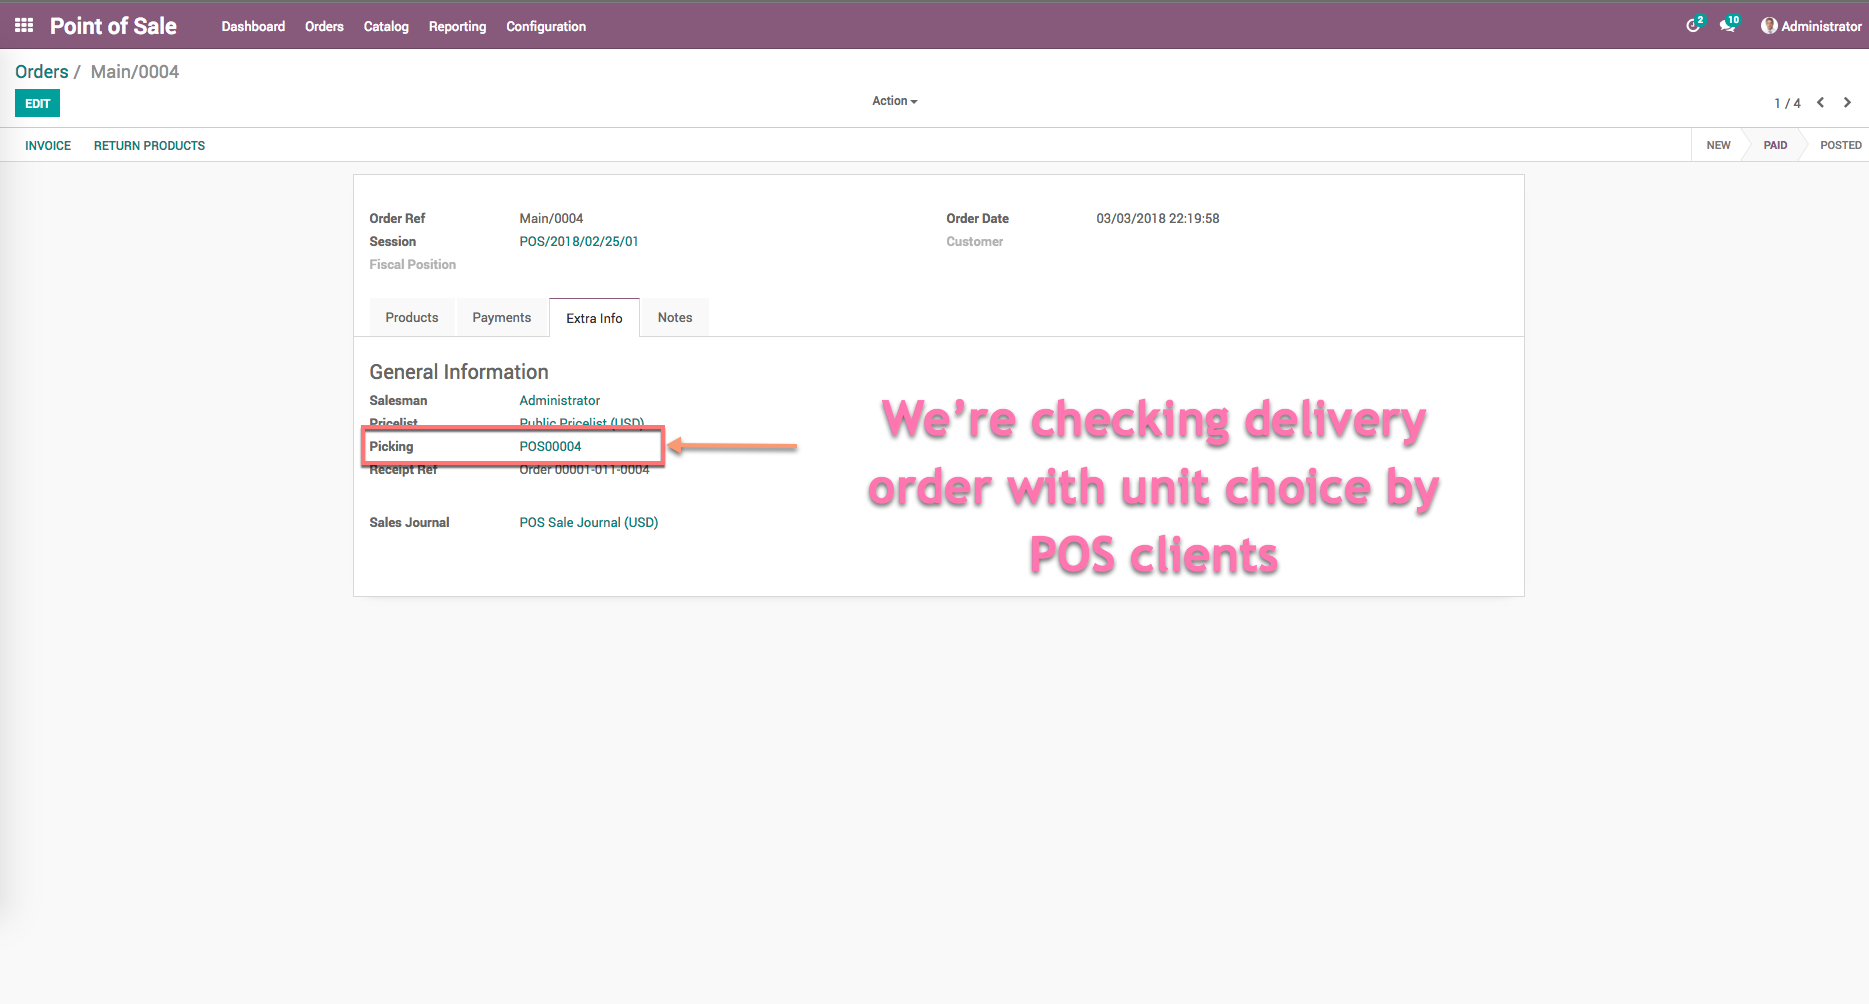 Point of Sale Dashboard Orders Catalog Reporting Configuration 2 10 Administrator
Orders / Main/0004
EDIT Action 1 / 4
INVOICE RETURN PRODUCTS NEW PAID POSTED
Order Ref Main/0004 Order Date 03/03/2018 22:19:58
Session POS/2018/02/25/01 Customer
Fiscal Position
Products Payments Extra Info Notes
General Information
Salesman Administrator
Pricelist Public Pricelist (USD)
Picking POS00004
Receipt Ref Order 00001-011-0004
Sales Journal POS Sale Journal (USD)
We're checking delivery
order with unit choice by
POS clients